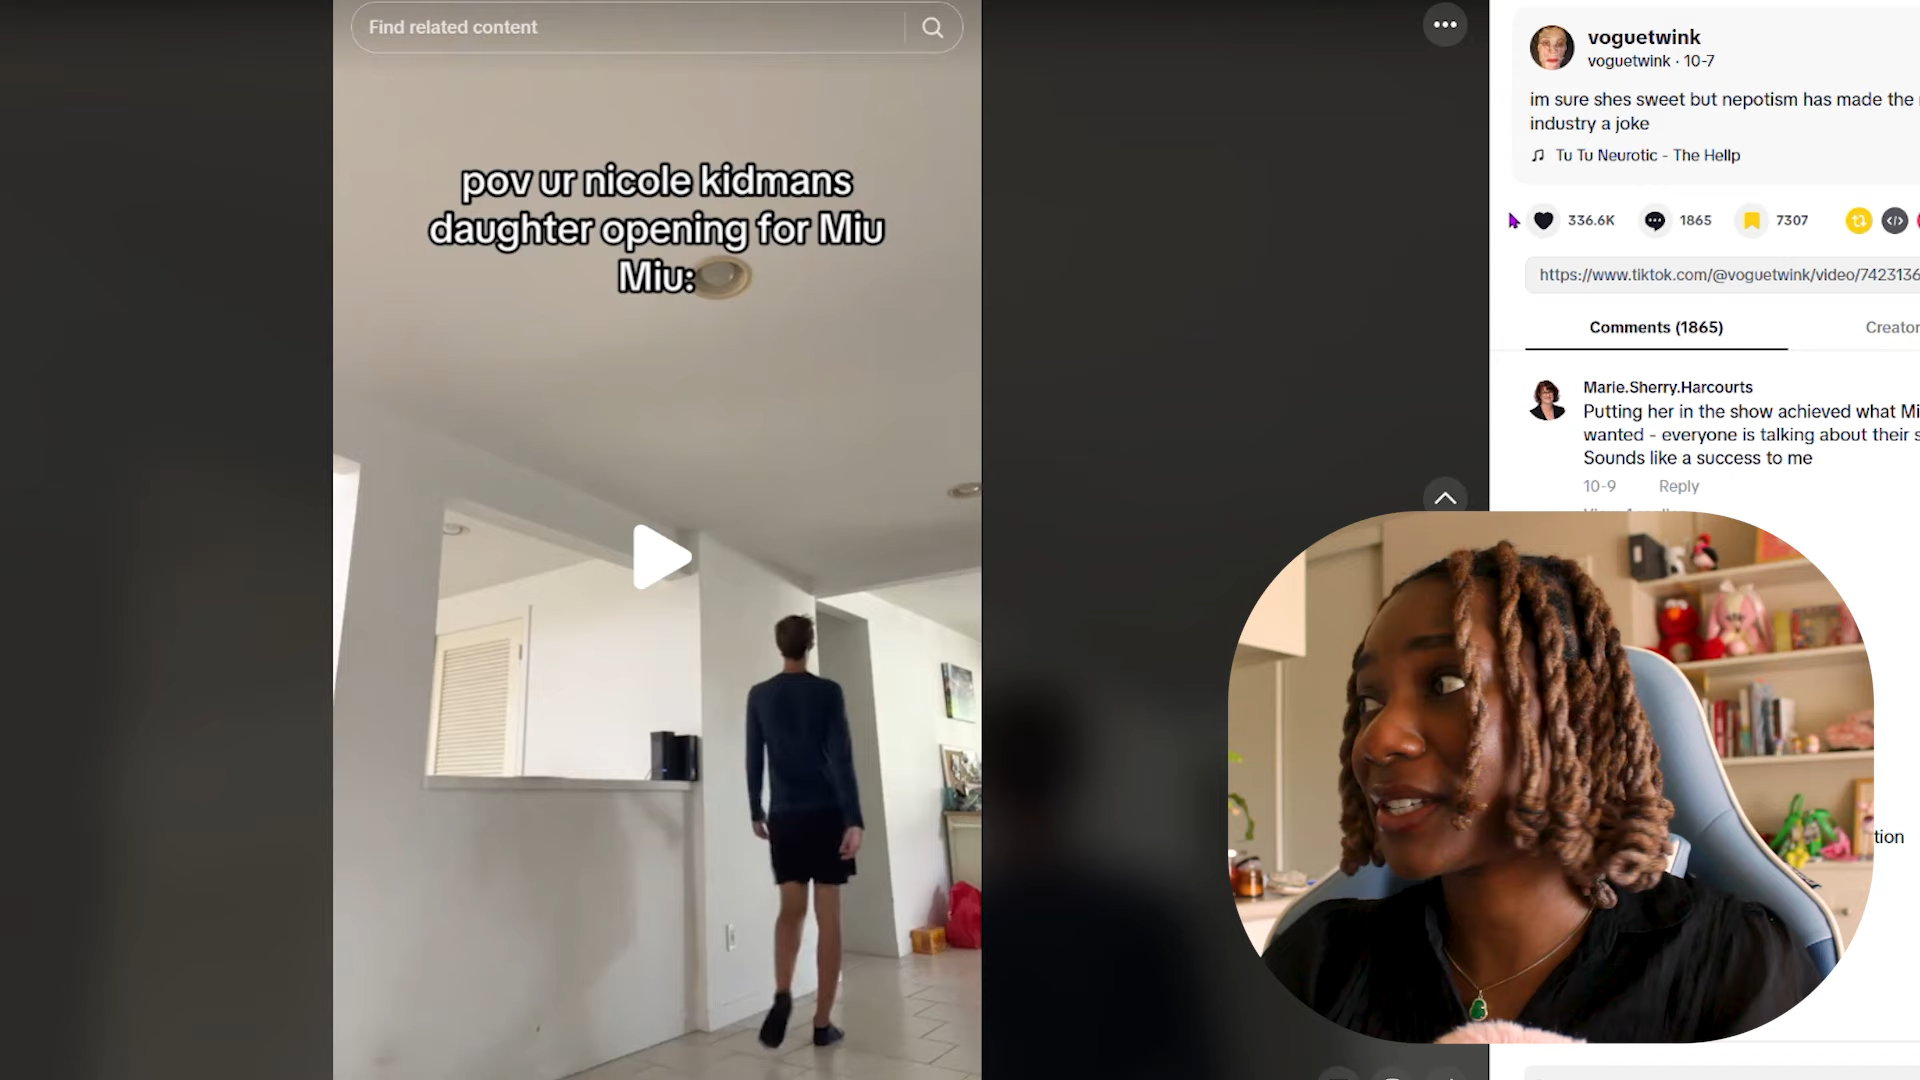 Find related content
pov ur nicole kidmans
daughter opening for Miu
Miu:
voguetwink
voguetwink · 10-7
im sure shes sweet but nepotism has made the
industry a joke
Tu Tu Neurotic - The Hellp
336.6K
1865
7307
https://www.tiktok.com/@voguetwink/video/7423136
Comments (1865)
Creator
Marie.Sherry.Harcourts
Putting her in the show achieved what Mi
wanted - everyone is talking about their s
Sounds like a success to me
10-9
Reply
tion